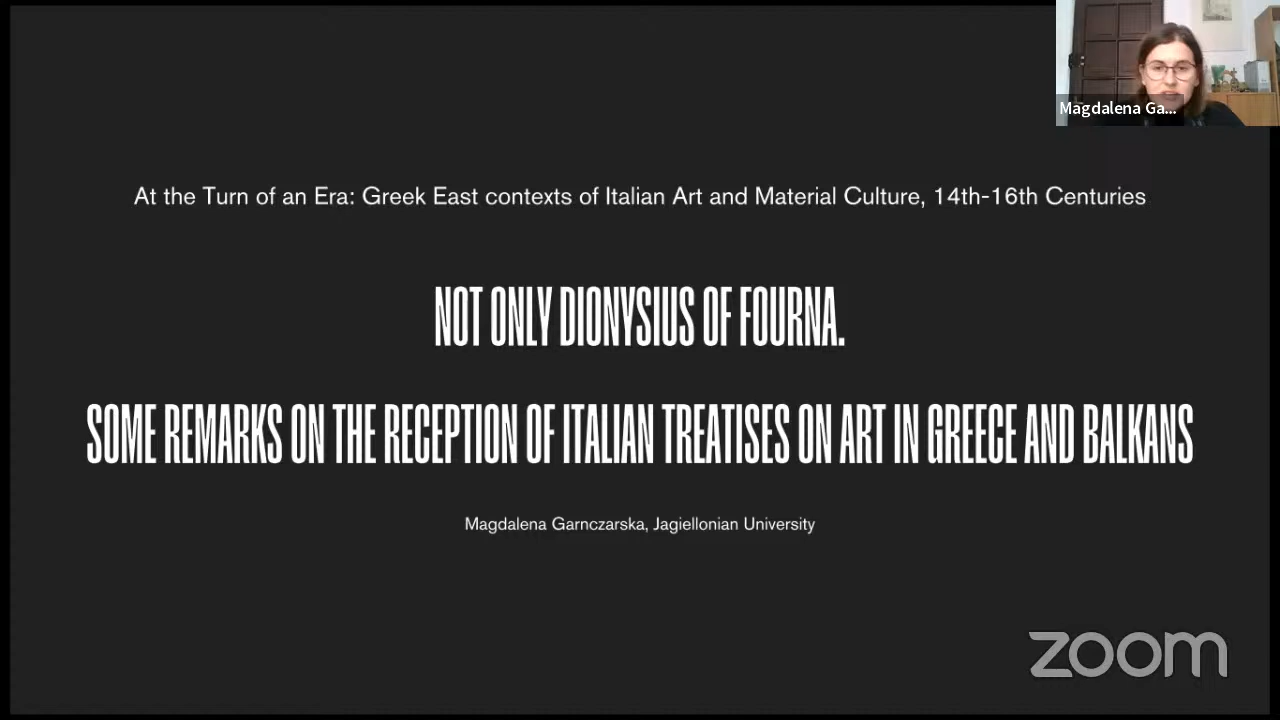 Magdalena Ga...
At the Turn of an Era: Greek East contexts of Italian Art and Material Culture, 14th-16th Centuries
NOT ONLY DIONYSIUS OF FOURNA.
SOME REMARKS ON THE RECEPTION OF ITALIAN TREATISES ON ART IN GREECE AND BALKANS
Magdalena Garnczarska, Jagiellonian University
zoom